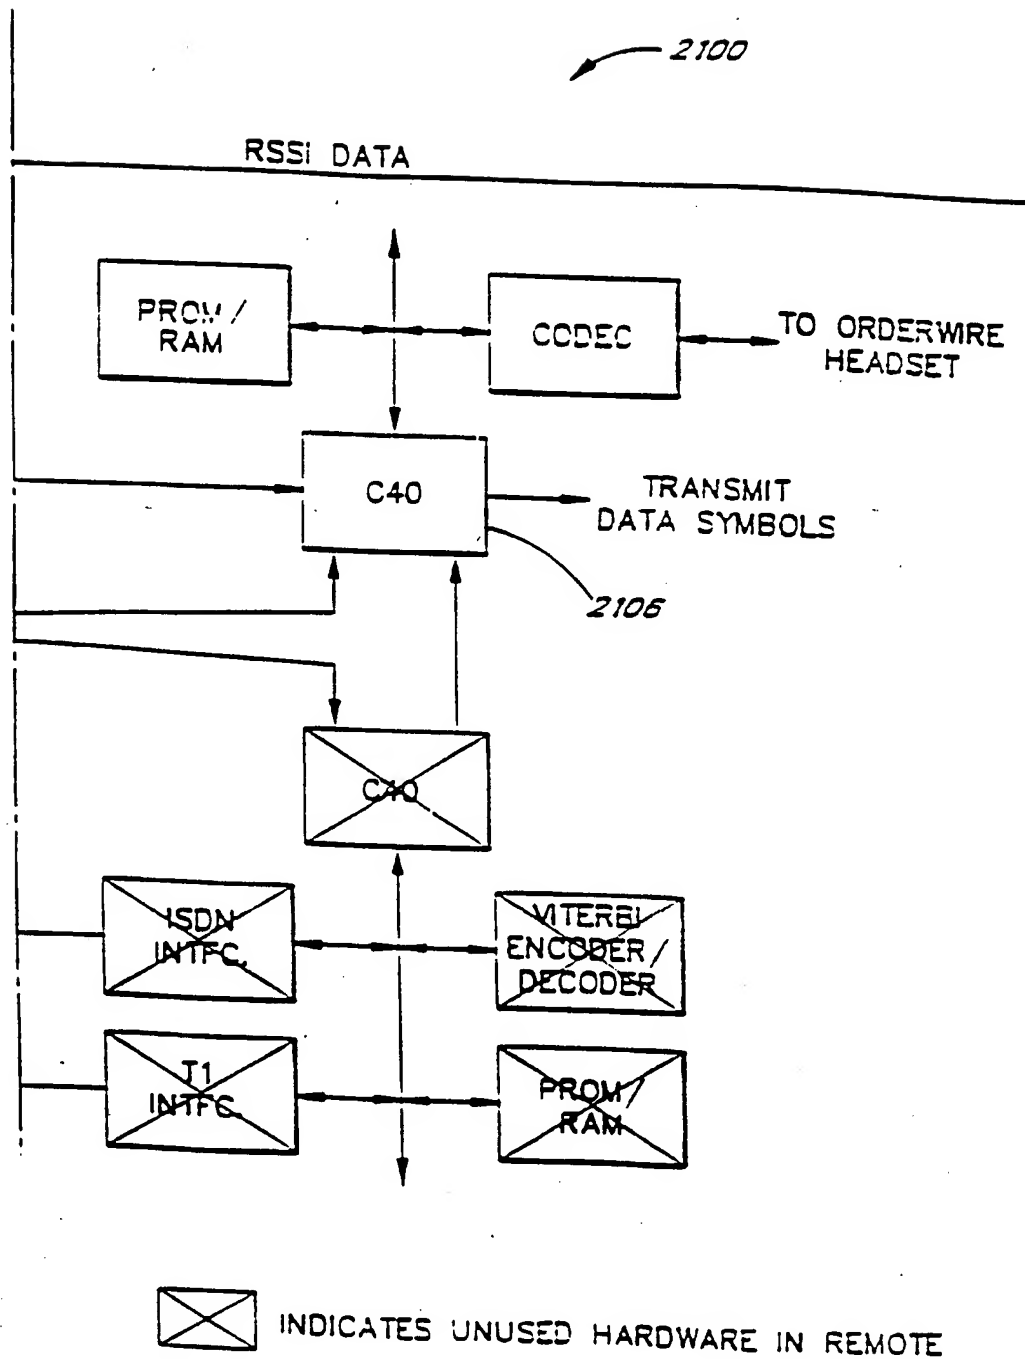 2100
RSSI DATA
PROM /
RAM
CODEC
TO ORDERWIRE
HEADSET
C40
TRANSMIT
DATA SYMBOLS
2106
C40
ISDN
INTFC.
VITERBI
ENCODER /
DECODER
T1
INTFC.
PROM /
RAM
INDICATES UNUSED HARDWARE IN REMOTE